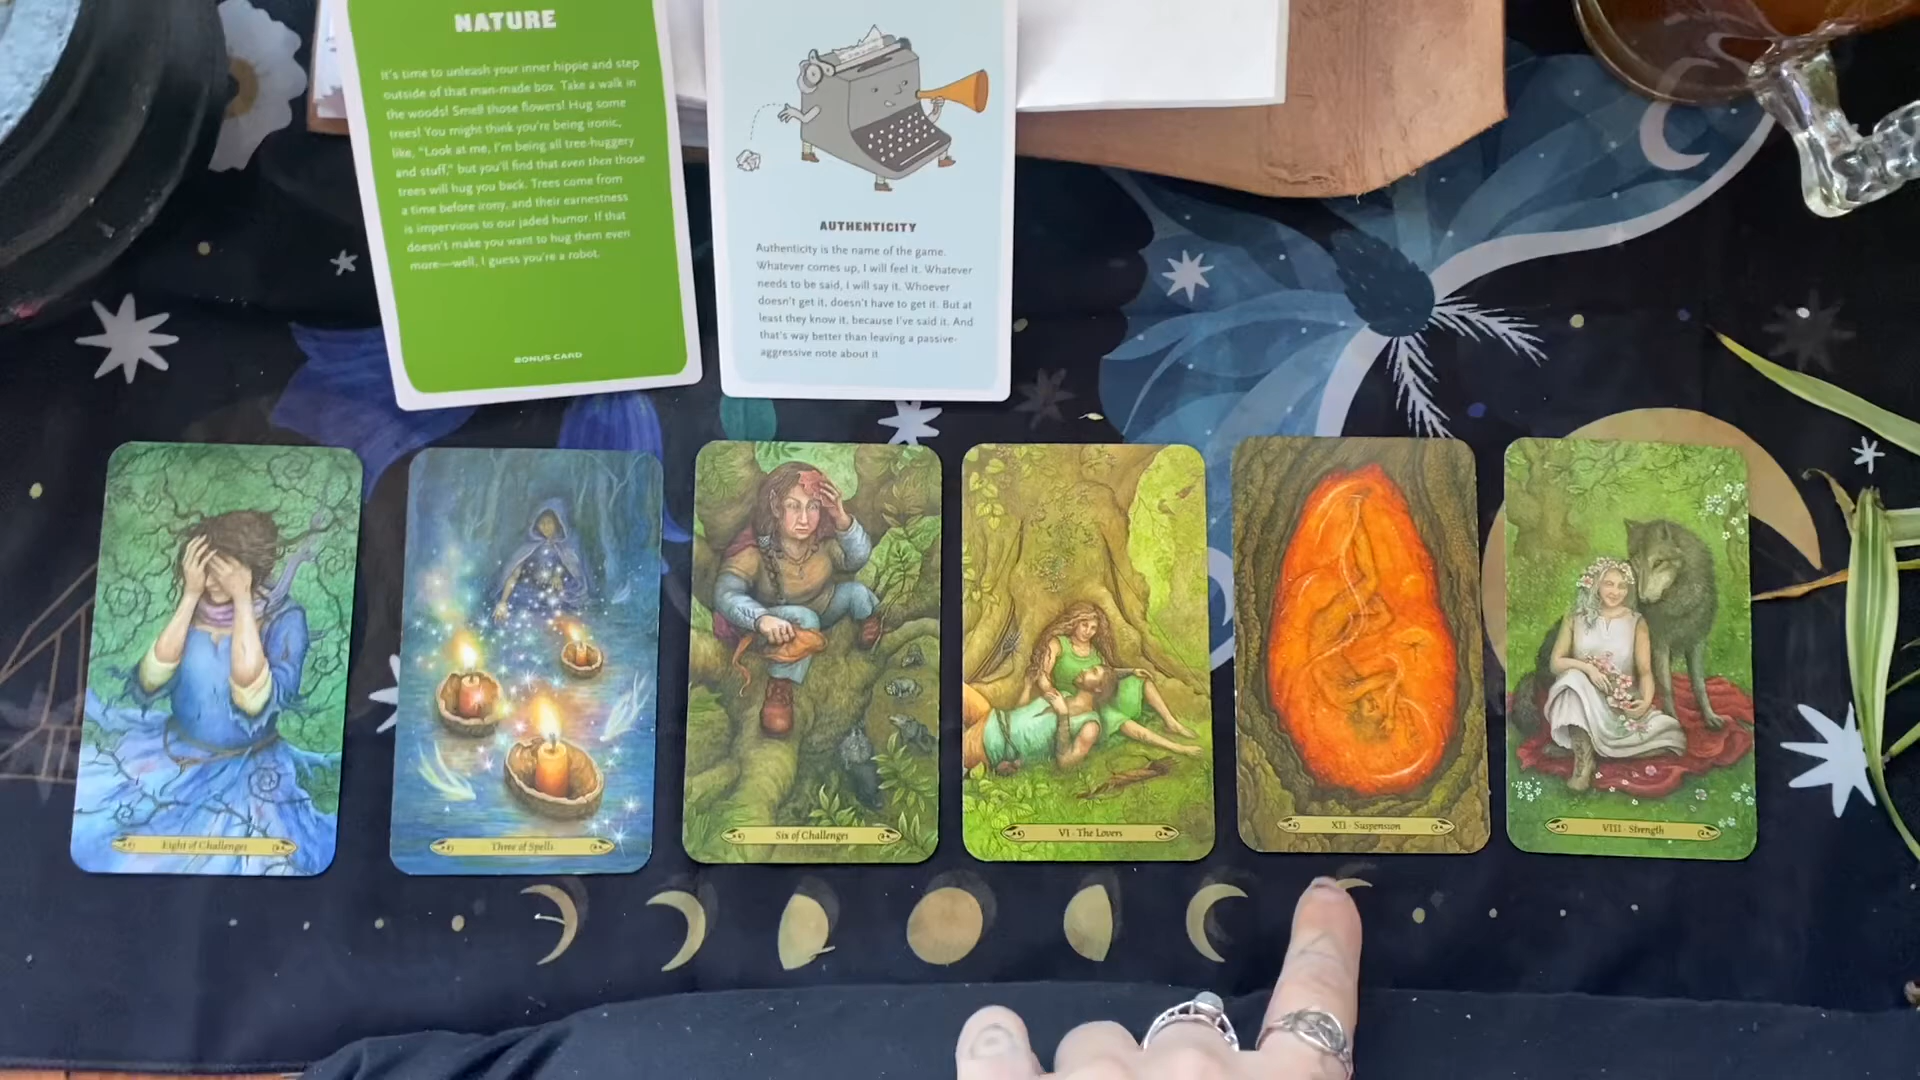 NATURE
It's time to unleash your inner hippie and step
outside of that man-made box. Take a walk in
the woods! Smell those flowers! Hug some
trees! You might think you're being ironic,
like, "Look at me, I'm being all tree-huggery
and stuff," but you'll find that even then those
trees will hug you back. Trees come from
a time before irony, and their earnestness
is impervious to our jaded humor. If that
doesn't make you want to hug them even
more—well, I guess you're a robot.
BONUS CARD
AUTHENTICITY
Authenticity is the name of the game.
Whatever comes up, I will feel it. Whatever
needs to be said, I will say it. Whoever
doesn't get it, doesn't have to get it. But at
least they know it, because I've said it. And
that's way better than leaving a passive-
aggressive note about it
Eight of Challenges
Three of Spells
Six of Challenges
VI · The Lovers
XII · Suspension
VIII · Strength